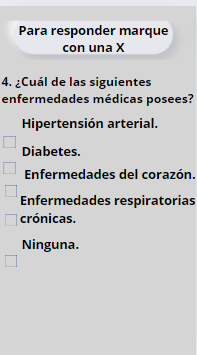 Para responder marque
con una X
4. ¿Cuál de las siguientes
enfermedades médicas posees?
Hipertensión arterial.
Diabetes.
Enfermedades del corazón.
Enfermedades respiratorias
crónicas.
Ninguna.